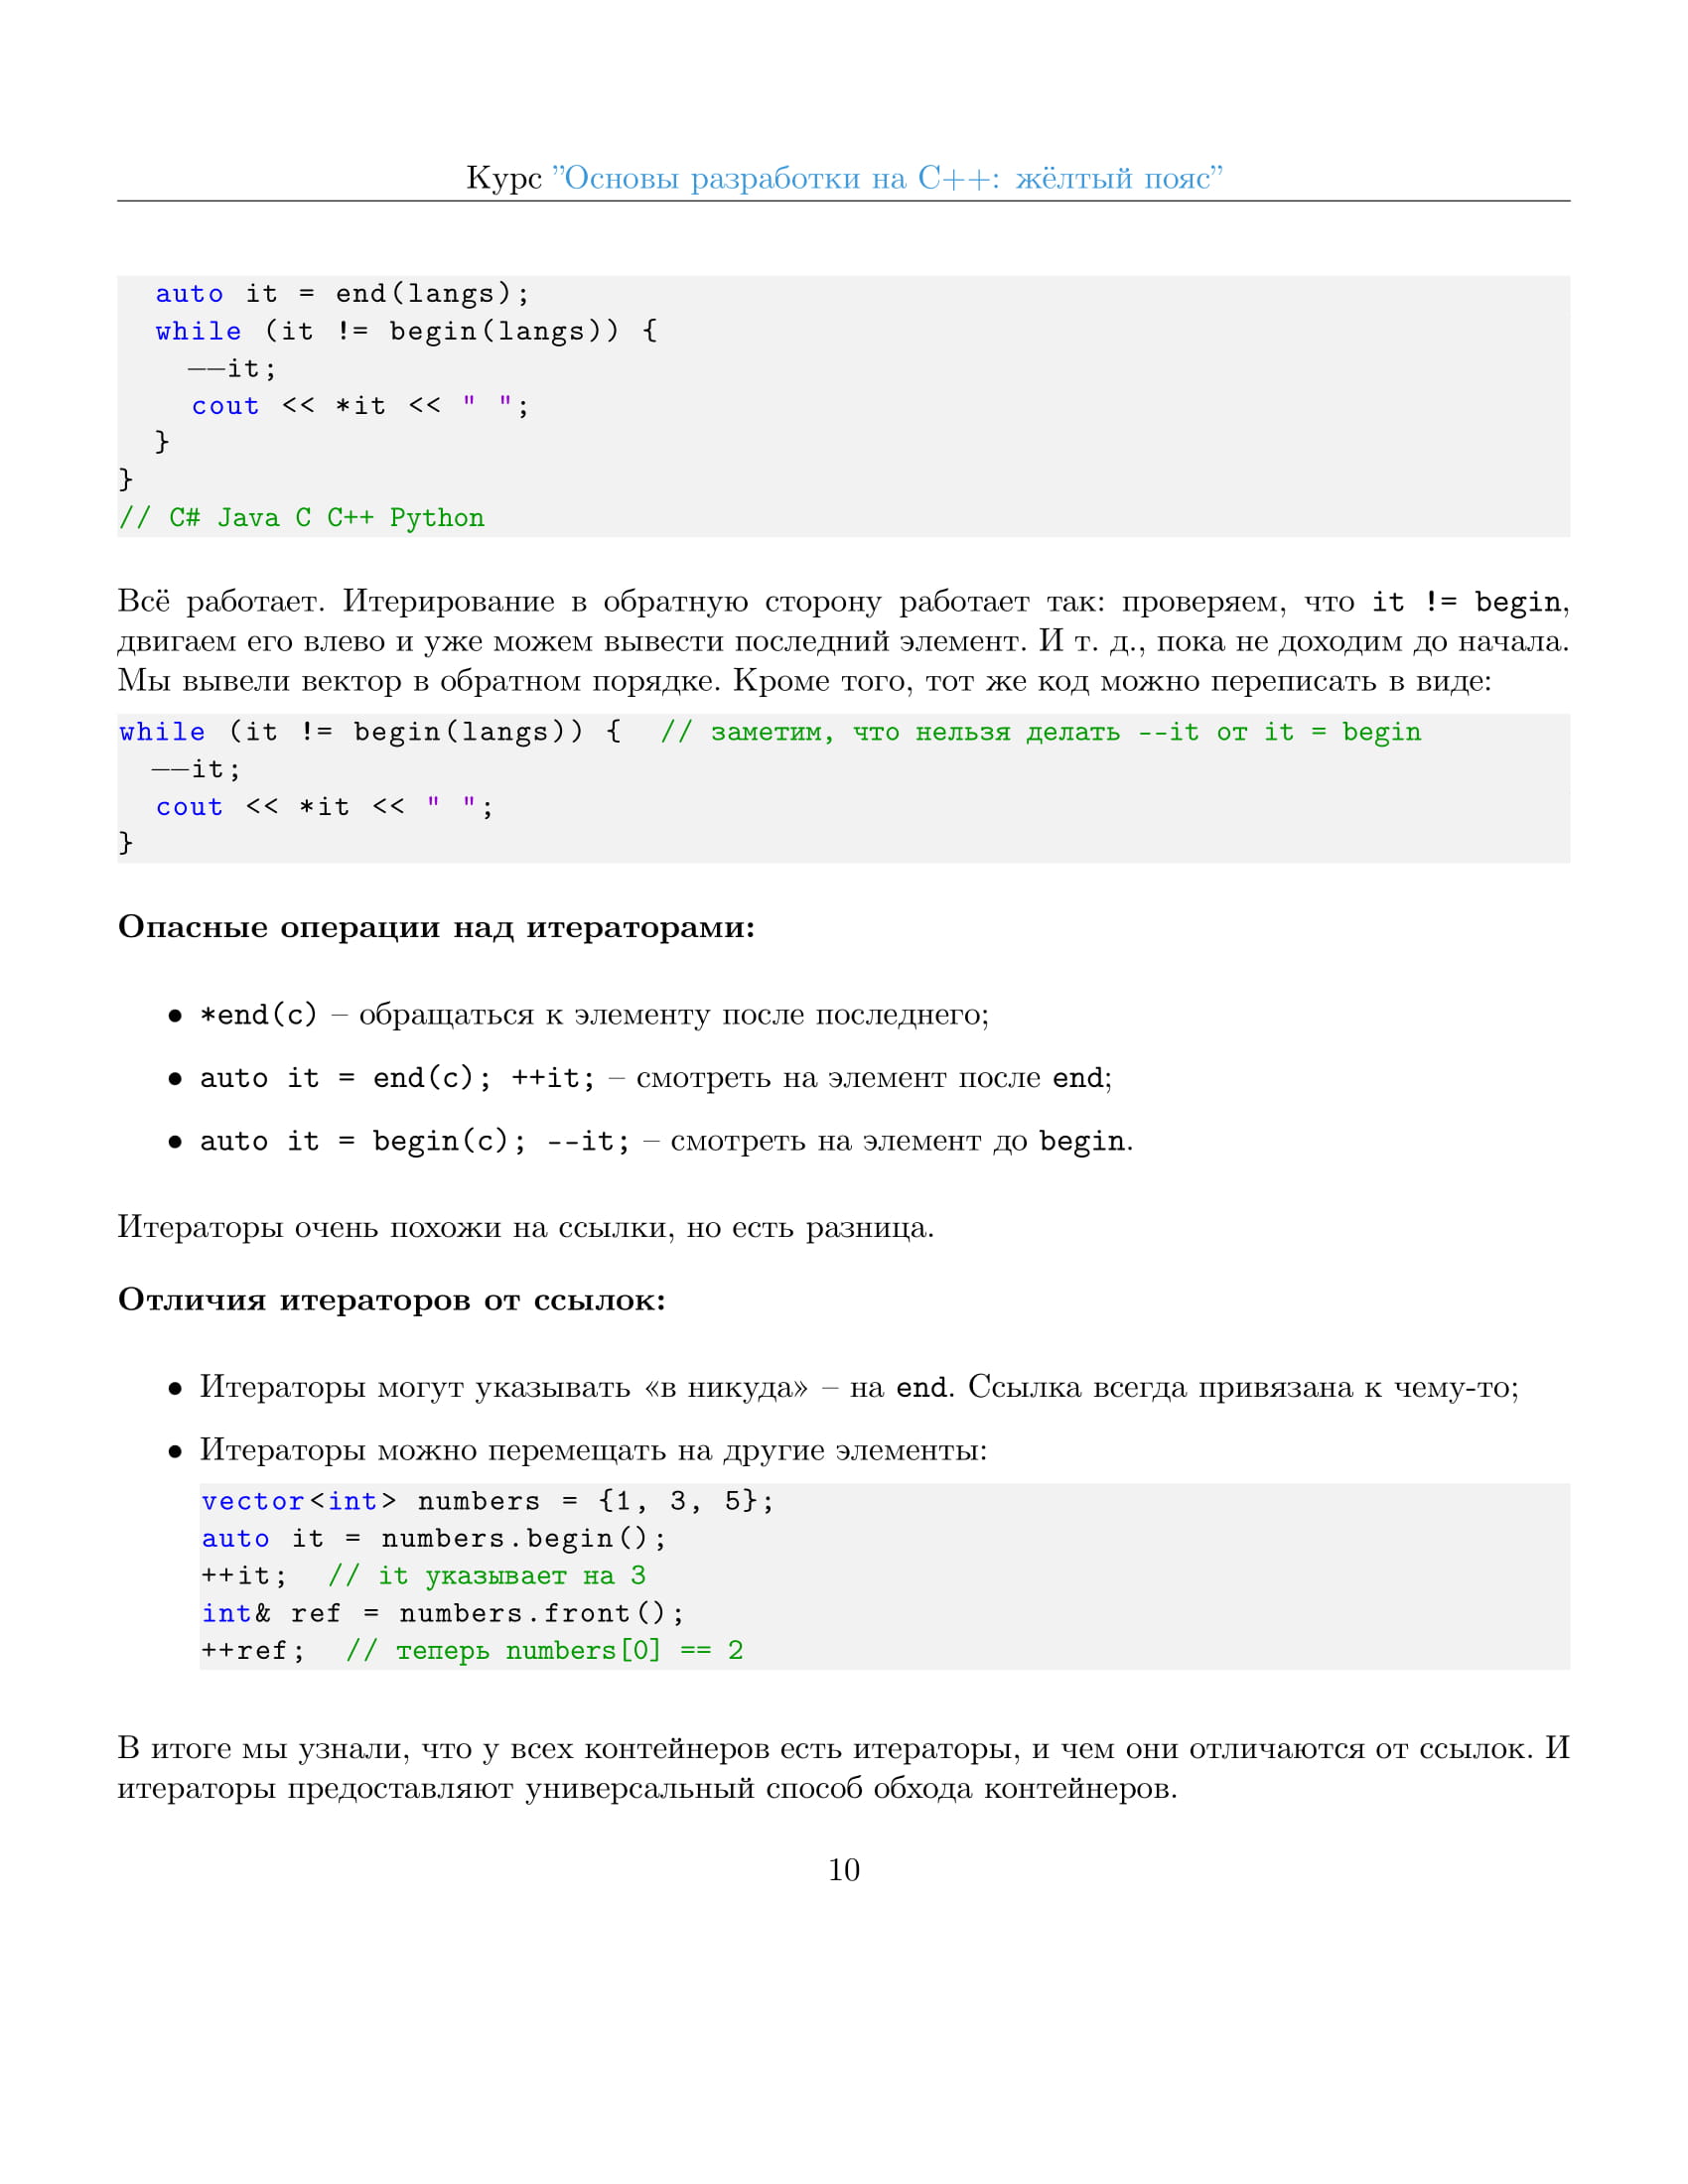 Курс ”Основы разработки на C++: жёлтый пояс”
auto it = end(langs);
while (it != begin(langs)) {
--it;
cout << *it << " ";
}
}
// C# Java C C++ Python
Всё работает. Итерирование в обратную сторону работает так: проверяем, что it != begin,
двигаем его влево и уже можем вывести последний элемент. И т. д., пока не доходим до начала.
Мы вывели вектор в обратном порядке. Кроме того, тот же код можно переписать в виде:
while (it != begin(langs)) { // заметим, что нельзя делать --it от it = begin
--it;
cout << *it << " ";
}
Опасные операции над итераторами:
• *end(c) – обращаться к элементу после последнего;
• auto it = end(c); ++it; – смотреть на элемент после end;
• auto it = begin(c); --it; – смотреть на элемент до begin.
Итераторы очень похожи на ссылки, но есть разница.
Отличия итераторов от ссылок:
• Итераторы могут указывать «в никуда» – на end. Ссылка всегда привязана к чему-то;
• Итераторы можно перемещать на другие элементы:
vector<int> numbers = {1, 3, 5};
auto it = numbers.begin();
++it; // it указывает на 3
int& ref = numbers.front();
++ref; // теперь numbers[0] == 2
В итоге мы узнали, что у всех контейнеров есть итераторы, и чем они отличаются от ссылок. И
итераторы предоставляют универсальный способ обхода контейнеров.
10